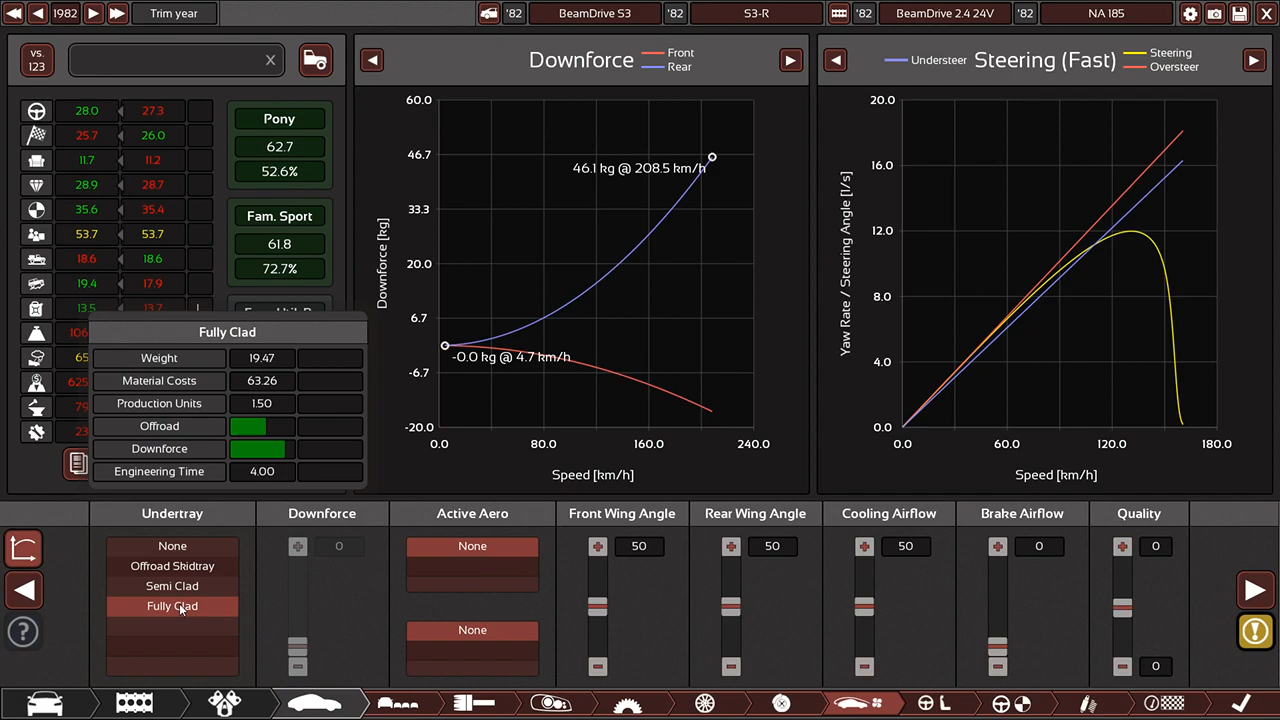 1982
Trim year
'82
BeamDrive S3
'82
S3-R
'82
BeamDrive 2.4 24V
'82
NA 185
vs.
123
x
28.0 27.3
25.7 26.0
11.7 11.2
28.9 28.7
35.6 35.4
53.7 53.7
18.6 18.6
19.4 17.9
13.5 13.7
Pony
62.7
52.6%
Fam. Sport
61.8
72.7%
Fully Clad
Weight 19.47
Material Costs 63.26
Production Units 1.50
Offroad
Downforce
Engineering Time 4.00
Downforce
Front
Rear
60.0
46.7
33.3
20.0
6.7
-6.7
-20.0
46.1 kg @ 208.5 km/h
-0.0 kg @ 4.7 km/h
0.0 80.0 160.0 240.0
Downforce [kg]
Speed [km/h]
Understeer
Steering (Fast)
Steering
Oversteer
20.0
16.0
12.0
8.0
4.0
0.0
0.0 60.0 120.0 180.0
Yaw Rate / Steering Angle [1/s]
Speed [km/h]
Undertray
None
Offroad Skidtray
Semi Clad
Fully Clad
Downforce
0
Active Aero
None
None
Front Wing Angle
50
Rear Wing Angle
50
Cooling Airflow
50
Brake Airflow
0
Quality
0
0
?